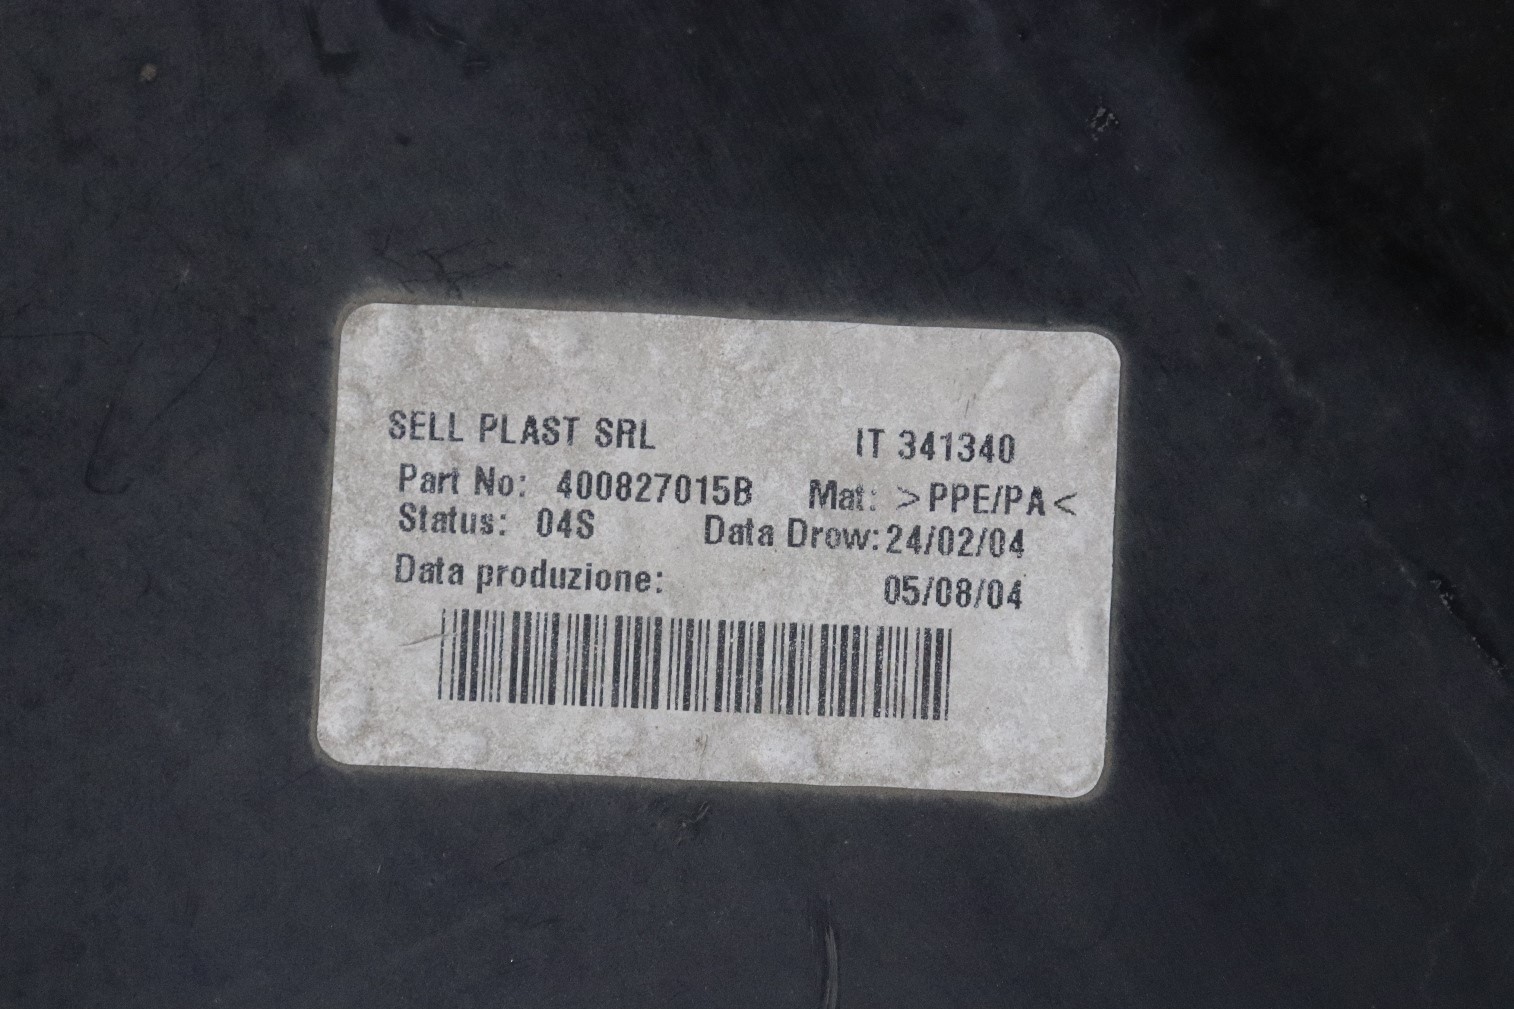 SELL PLAST SRL IT 341340
Part No: 400827015B Mat: >PPE/PA<
Status: 04S Data Drow: 24/02/04
Data produzione: 05/08/04